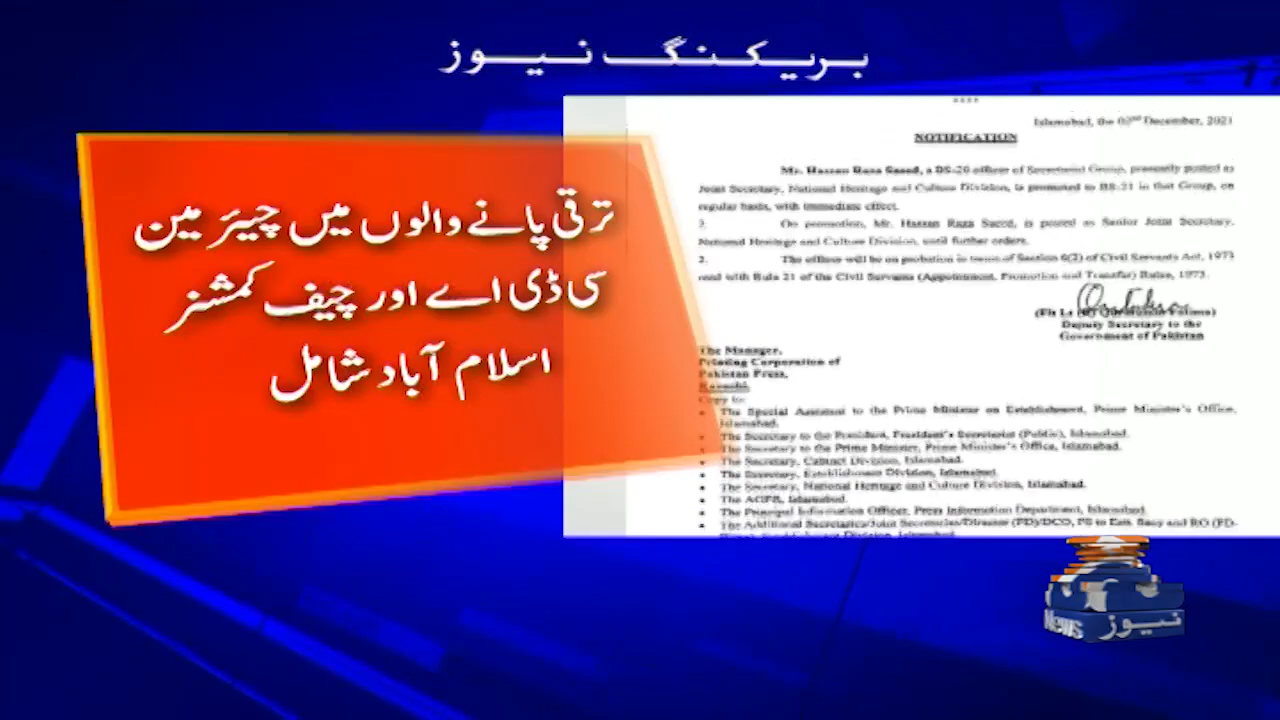 بریکنگ نیوز
ترقی پانے والوں میں چیئرمین
سی ڈی اے اور چیف کمشنر
اسلام آباد شامل
Islamabad, the 02nd December, 2021
NOTIFICATION
Mr. Hassan Raza Saeed, a BS-20 officer of Secretariat Group, presently posted as
Joint Secretary, National Heritage and Culture Division, is promoted to BS-21 in that Group, on
regular basis, with immediate effect.
2. On promotion, Mr. Hassan Raza Saeed, is posted as Senior Joint Secretary,
National Heritage and Culture Division, until further orders.
The officer will be on probation in terms of Section 6(2) of Civil Servants Act, 1973
read with Rule 21 of the Civil Servants (Appointment, Promotion and Transfer) Rules, 1973.
Deputy Secretary to the
Government of Pakistan
The Manager,
Printing Corporation of
Pakistan Press,
Karachi.
Copy to:
• The Special Assistant to the Prime Minister on Establishment, Prime Minister's Office,
Islamabad.
• The Secretary to the President, President's Secretariat (Public), Islamabad.
• The Secretary to the Prime Minister, Prime Minister's Office, Islamabad.
• The Secretary, Cabinet Division, Islamabad.
• The Secretary, Establishment Division, Islamabad.
• The Secretary, National Heritage and Culture Division, Islamabad.
• The AGPR, Islamabad.
• The Principal Information Officer, Press Information Department, Islamabad.
• The Additional Secretaries/Joint Secretaries/Director
News نیوز